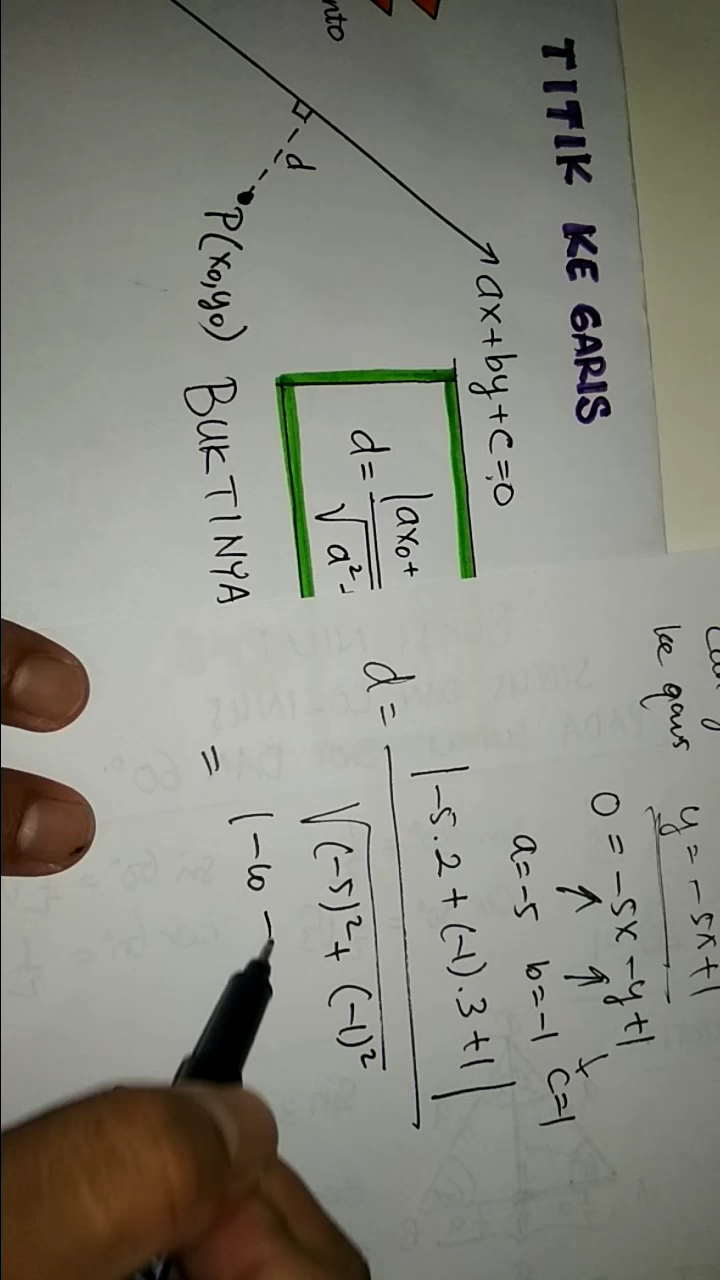 nto
TITIK KE GARIS
ax+by+c=0
d
P(x₀,y₀)
BUKTINYA
d = |ax₀+
√a²
ke garis y = -5x+1
0 = -5x-y+1
a=-5 b=-1 c=1
d = |-5.2+(-1).3+1|
√(-5)²+(-1)²
= |-10 -